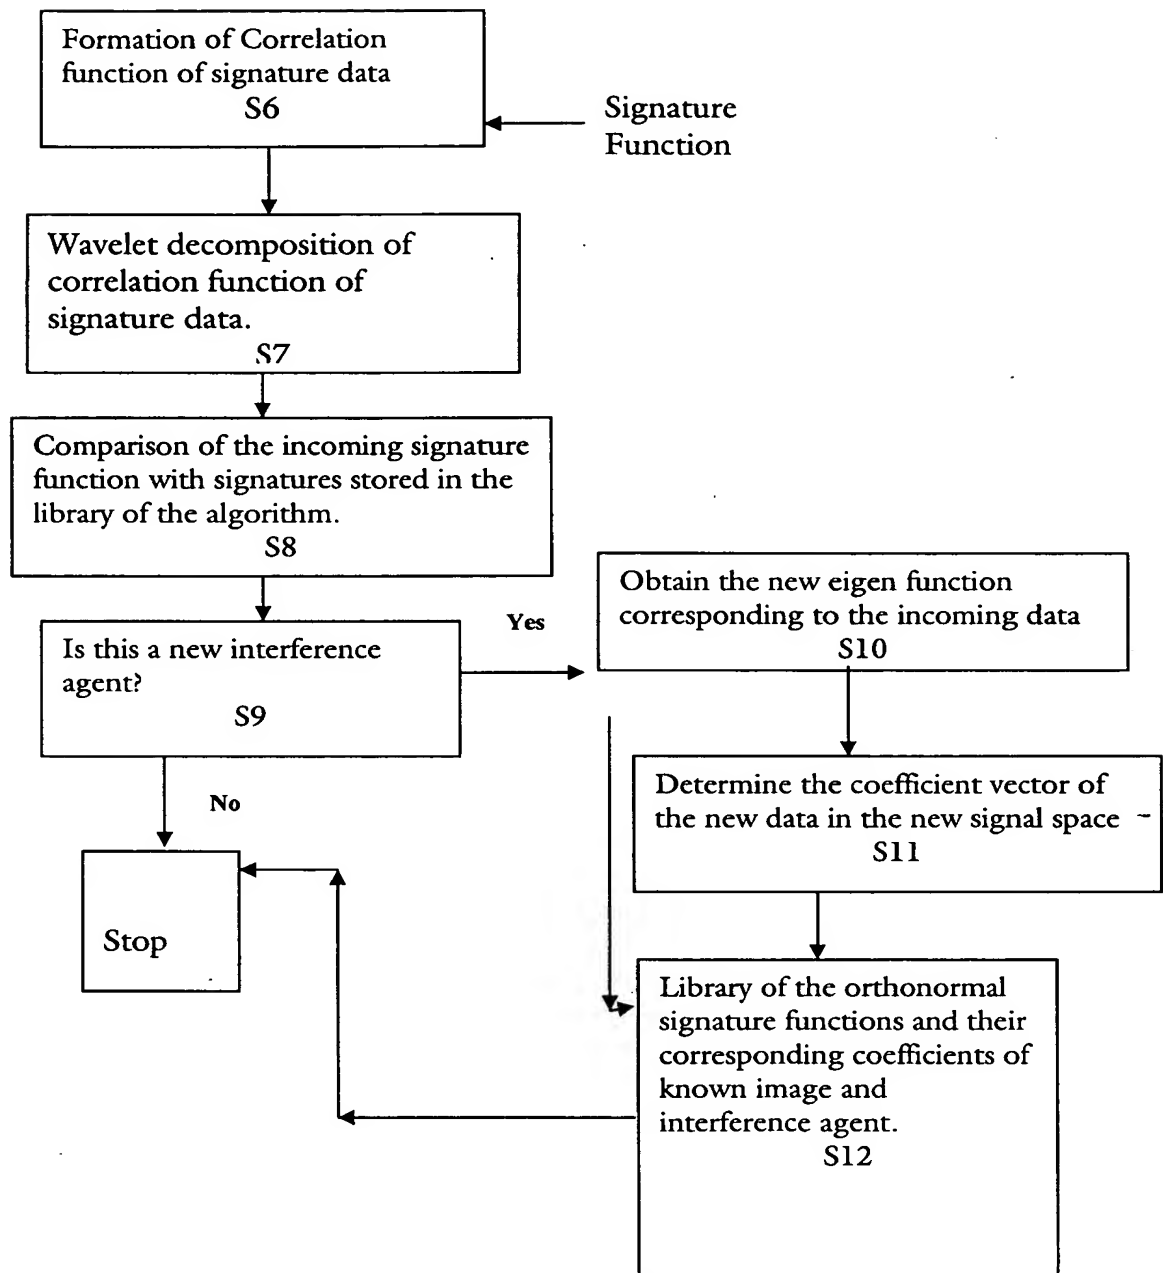 Formation of Correlation
function of signature data
S6
Signature
Function
Wavelet decomposition of
correlation function of
signature data.
S7
Comparison of the incoming signature
function with signatures stored in the
library of the algorithm.
S8
Is this a new interference
agent?
S9
Yes
No
Stop
Obtain the new eigen function
corresponding to the incoming data
S10
Determine the coefficient vector of
the new data in the new signal space
S11
Library of the orthonormal
signature functions and their
corresponding coefficients of
known image and
interference agent.
S12